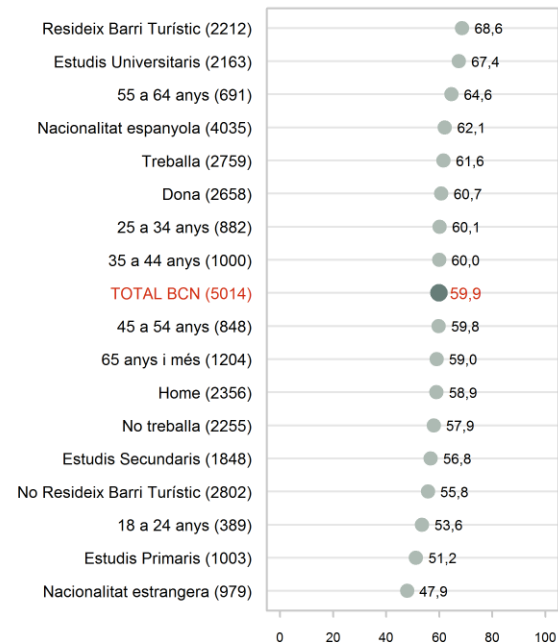 Resideix Barri Turístic (2212) 68,6
Estudis Universitaris (2163) 67,4
55 a 64 anys (691) 64,6
Nacionalitat espanyola (4035) 62,1
Treballa (2759) 61,6
Dona (2658) 60,7
25 a 34 anys (882) 60,1
35 a 44 anys (1000) 60,0
TOTAL BCN (5014) 59,9
45 a 54 anys (848) 59,8
65 anys i més (1204) 59,0
Home (2356) 58,9
No treballa (2255) 57,9
Estudis Secundaris (1848) 56,8
No Resideix Barri Turístic (2802) 55,8
18 a 24 anys (389) 53,6
Estudis Primaris (1003) 51,2
Nacionalitat estrangera (979) 47,9
0 20 40 60 80 100